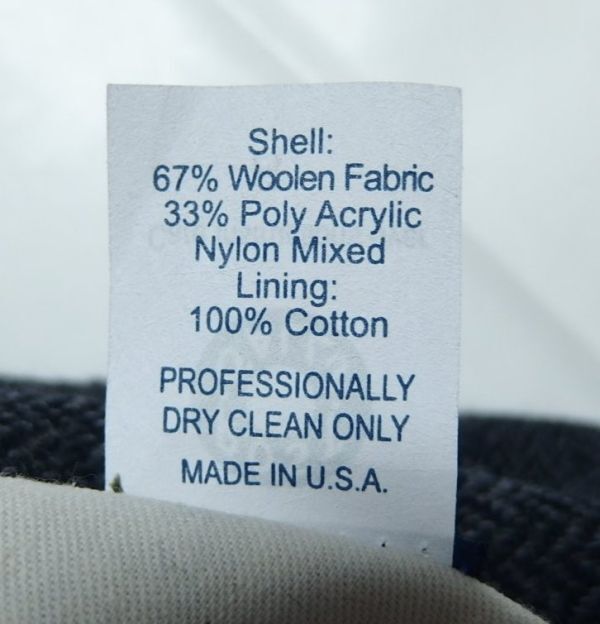 Shell:
67% Woolen Fabric
33% Poly Acrylic
Nylon Mixed
Lining:
100% Cotton
PROFESSIONALLY
DRY CLEAN ONLY
MADE IN U.S.A.